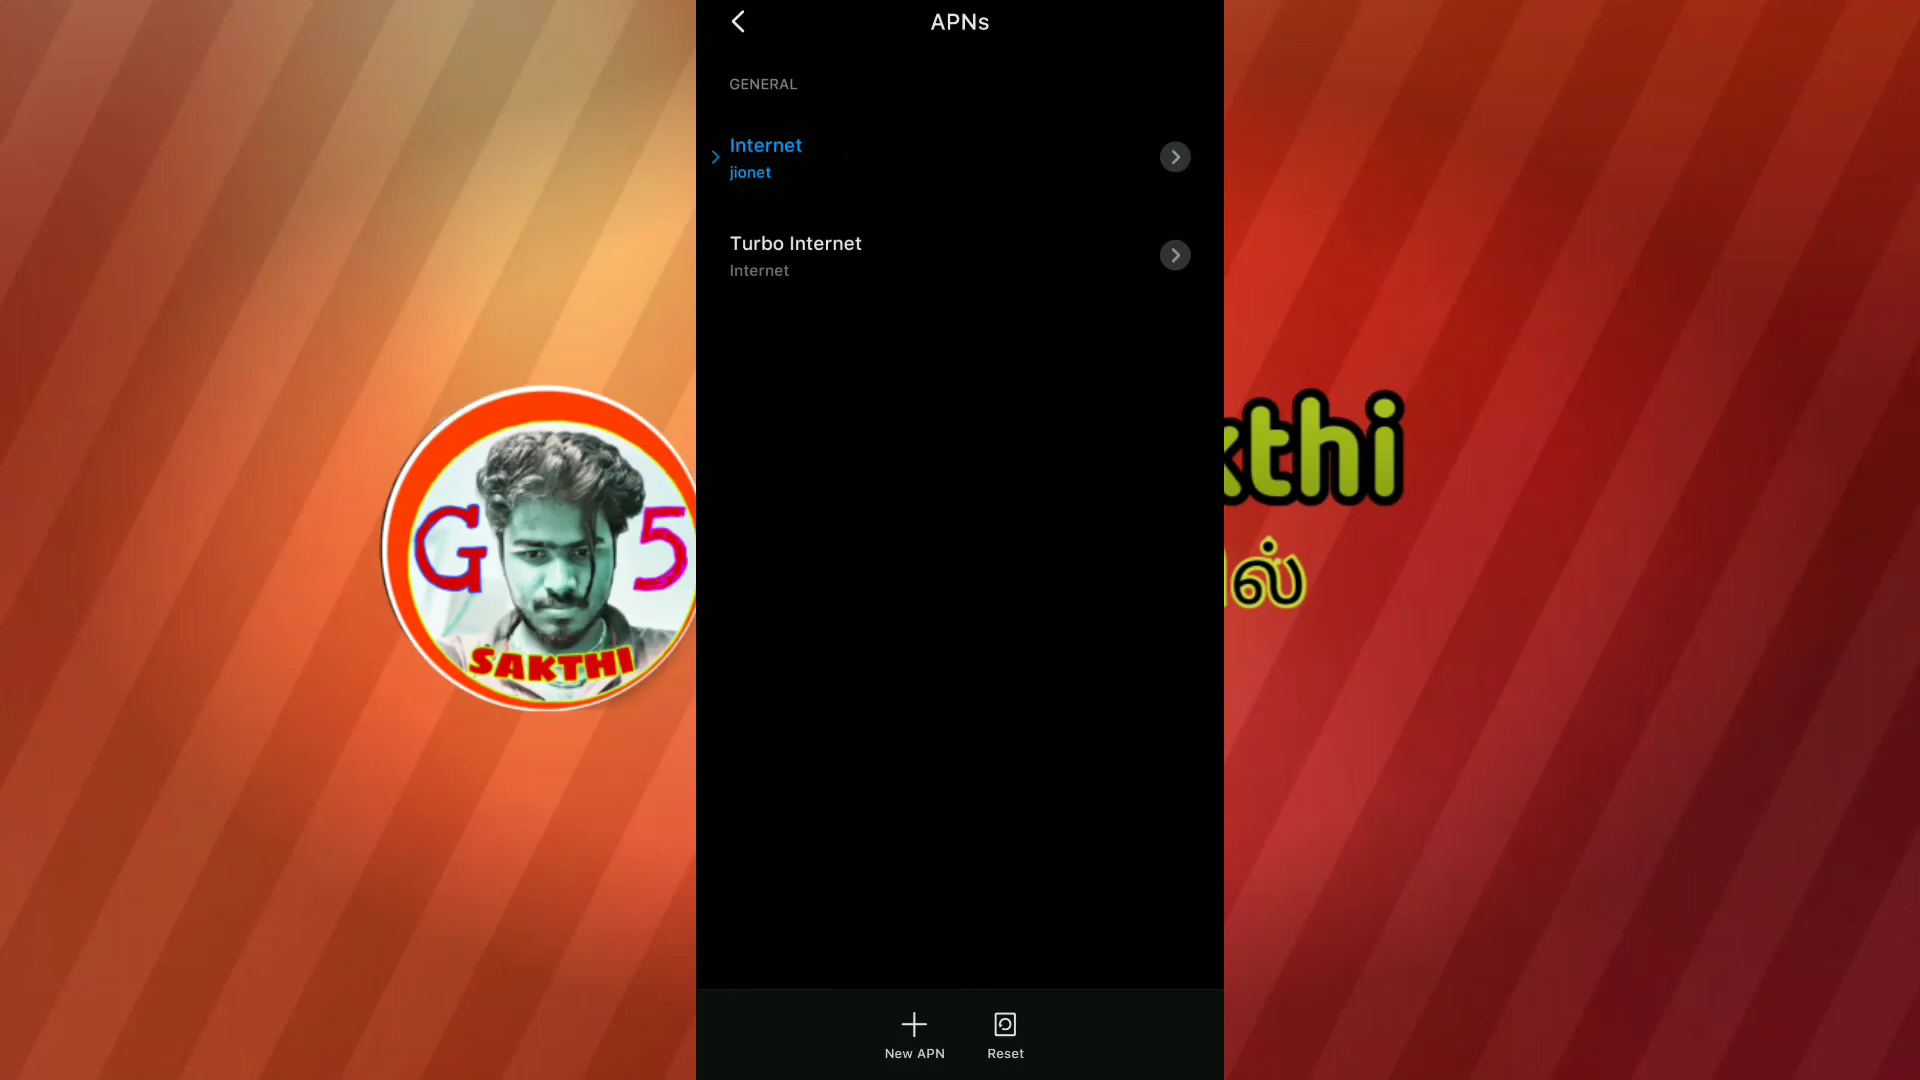 APNs
GENERAL
Internet
jionet
Turbo Internet
Internet
G 5
SAKTHI
kthi
ல்
New APN
Reset